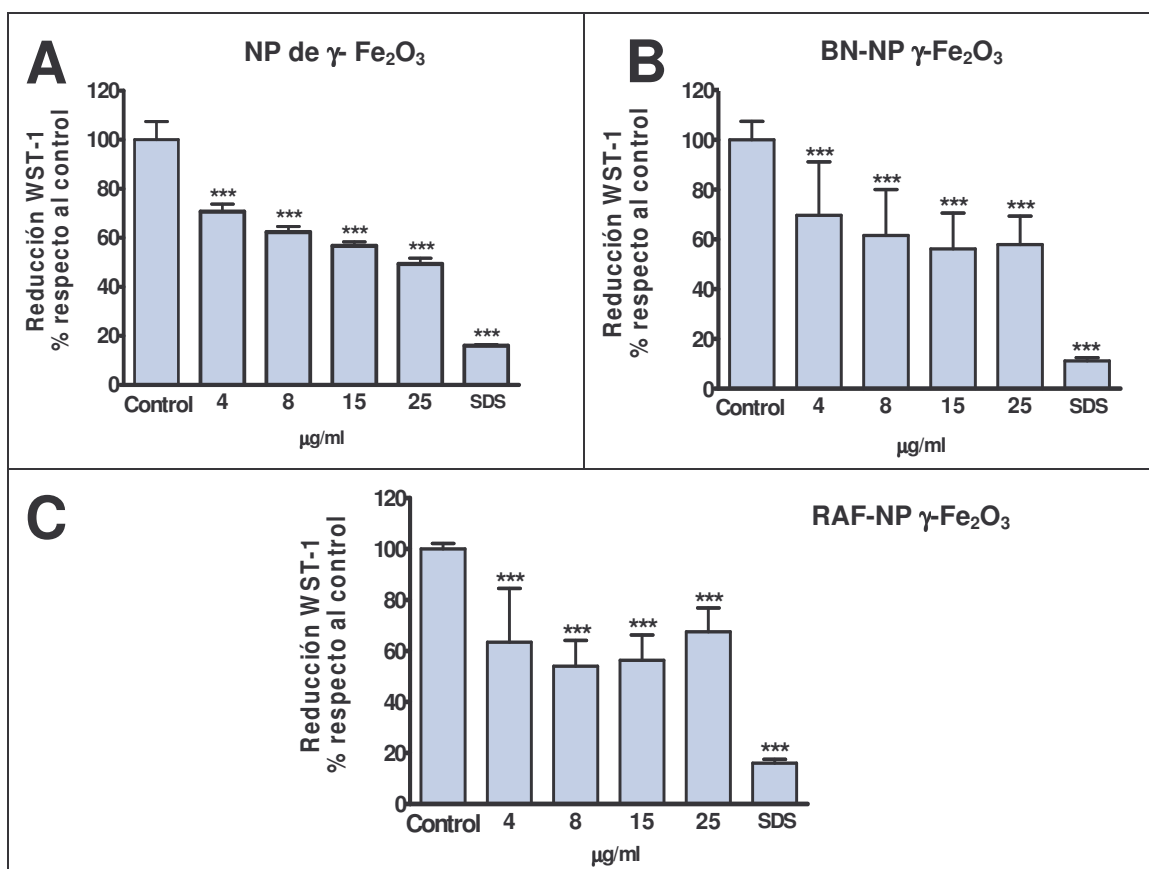 A
NP de γ- Fe₂O₃
Reducción WST-1
% respecto al control
120
100
80
60
40
20
0
***
***
***
***
***
Control 4 8 15 25 SDS
µg/ml
B
BN-NP γ-Fe₂O₃
Reducción WST-1
% respecto al control
120
100
80
60
40
20
0
***
***
***
***
***
Control 4 8 15 25 SDS
µg/ml
C
RAF-NP γ-Fe₂O₃
Reducción WST-1
% respecto al control
120
100
80
60
40
20
0
***
***
***
***
***
Control 4 8 15 25 SDS
µg/ml